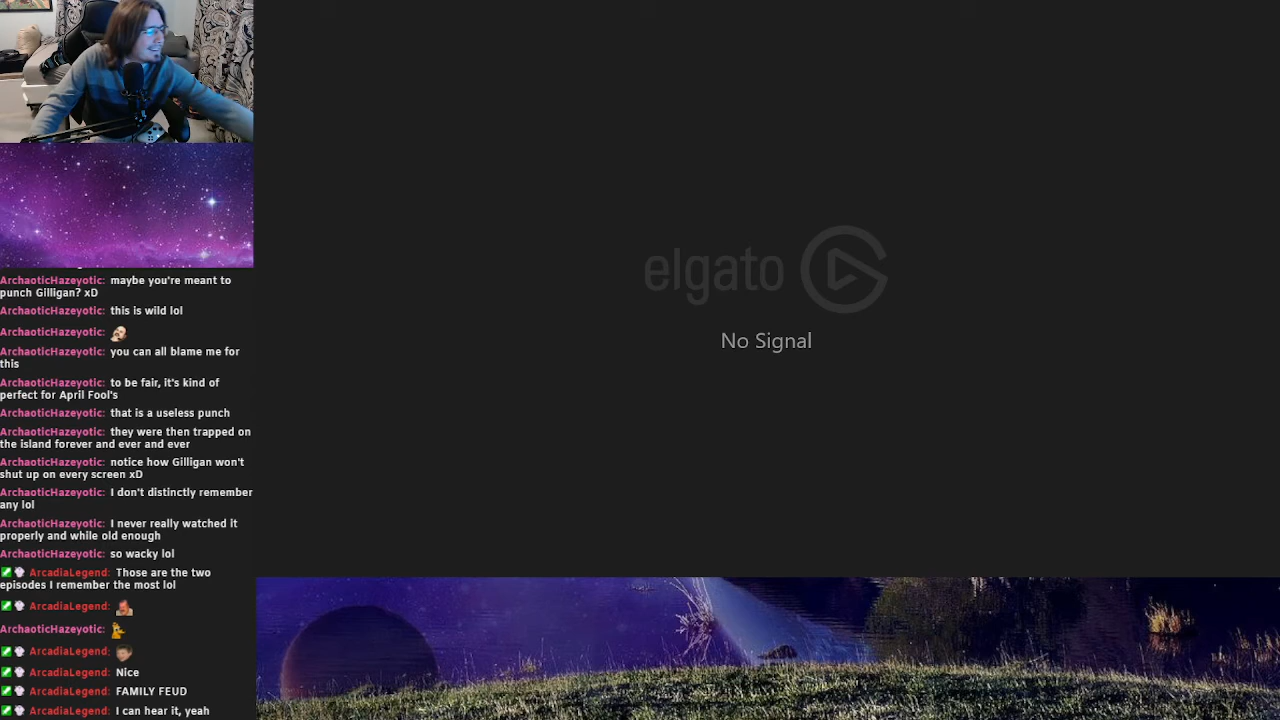 elgato
No Signal
ArchaoticHazeyotic: maybe you're meant to
punch Gilligan? xD
ArchaoticHazeyotic: this is wild lol
ArchaoticHazeyotic:
ArchaoticHazeyotic: you can all blame me for
this
ArchaoticHazeyotic: to be fair, it's kind of
perfect for April Fool's
ArchaoticHazeyotic: that is a useless punch
ArchaoticHazeyotic: they were then trapped on
the island forever and ever and ever
ArchaoticHazeyotic: notice how Gilligan won't
shut up on every screen xD
ArchaoticHazeyotic: I don't distinctly remember
any lol
ArchaoticHazeyotic: I never really watched it
properly and while old enough
ArchaoticHazeyotic: so wacky lol
ArcadiaLegend: Those are the two
episodes I remember the most lol
ArcadiaLegend:
ArchaoticHazeyotic:
ArcadiaLegend:
ArcadiaLegend: Nice
ArcadiaLegend: FAMILY FEUD
ArcadiaLegend: I can hear it, yeah